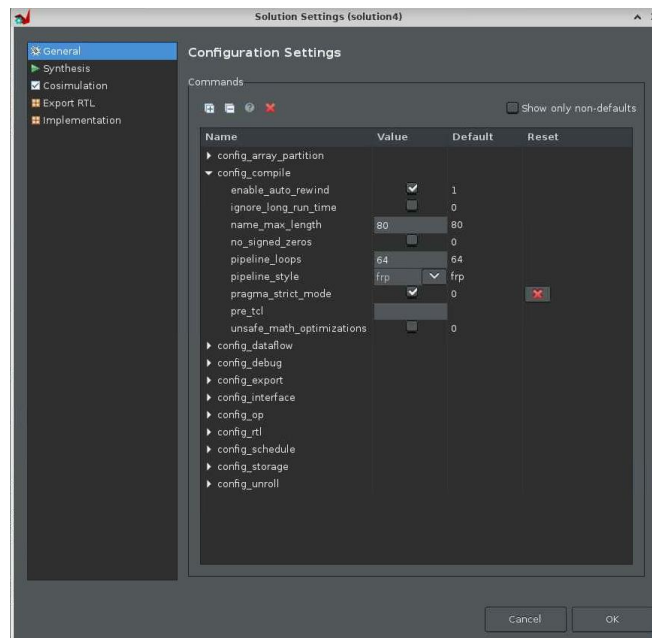 Solution Settings (solution4)
General
Synthesis
Cosimulation
Export RTL
Implementation
Configuration Settings
Commands
Show only non-defaults
Name Value Default Reset
config_array_partition
config_compile
enable_auto_rewind 1
ignore_long_run_time 0
name_max_length 80 80
no_signed_zeros 0
pipeline_loops 64 64
pipeline_style frp frp
pragma_strict_mode 0
pre_tcl
unsafe_math_optimizations 0
config_dataflow
config_debug
config_export
config_interface
config_op
config_rtl
config_schedule
config_storage
config_unroll
Cancel OK